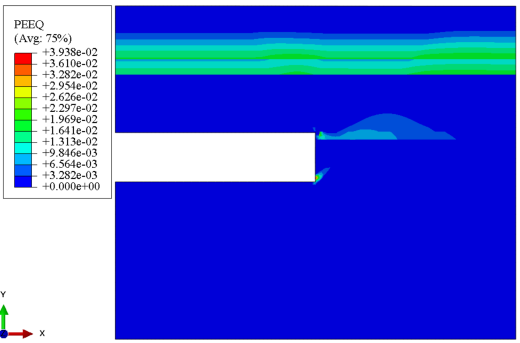 PEEQ
(Avg: 75%)
+3.938e-02
+3.610e-02
+3.282e-02
+2.954e-02
+2.626e-02
+2.297e-02
+1.969e-02
+1.641e-02
+1.313e-02
+9.846e-03
+6.564e-03
+3.282e-03
+0.000e+00
Y
X